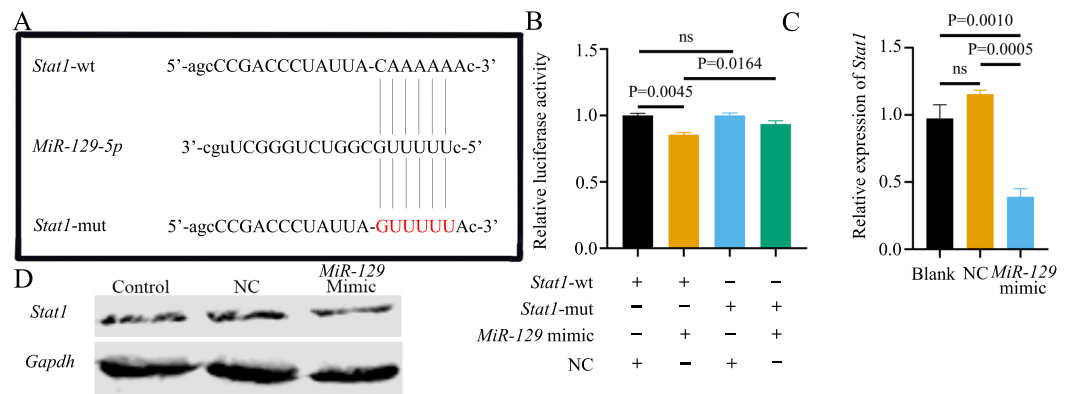 A
Stat1-wt 5’-agcCCGACCCUAUUA-CAAAAAAc-3’
MiR-129-5p 3’-cguUCGGGUCUGGCGUUUUUc-5’
Stat1-mut 5’-agcCCGACCCUAUUA-GUUUUUAc-3’
B
Relative luciferase activity
1.5
1.0
0.5
0.0
ns
P=0.0164
P=0.0045
Stat1-wt + + – –
Stat1-mut – – + +
MiR-129 mimic – + – +
NC + – + –
C
Relative expression of Stat1
1.5
1.0
0.5
0.0
P=0.0010
P=0.0005
ns
Blank NC MiR-129
mimic
D
MiR-129
Control NC Mimic
Stat1
Gapdh